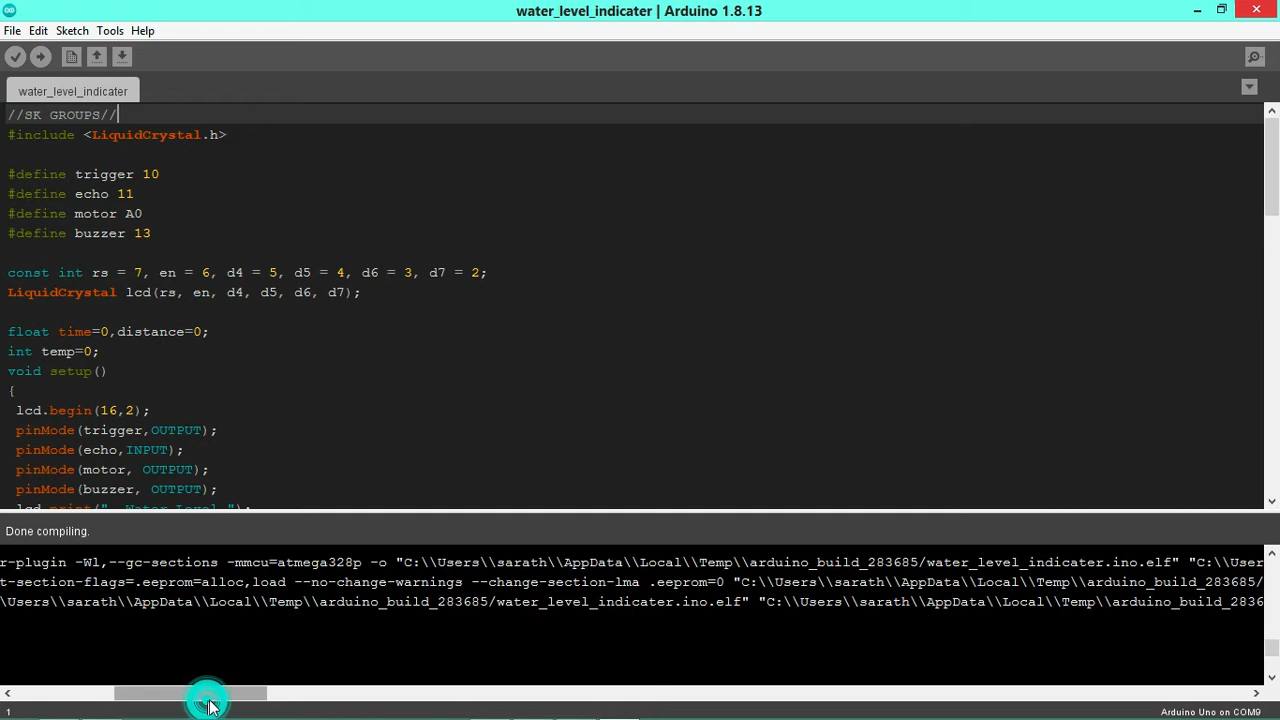 water_level_indicater | Arduino 1.8.13
File Edit Sketch Tools Help
water_level_indicater
//SK GROUPS//
#include <LiquidCrystal.h>
#define trigger 10
#define echo 11
#define motor A0
#define buzzer 13
const int rs = 7, en = 6, d4 = 5, d5 = 4, d6 = 3, d7 = 2;
LiquidCrystal lcd(rs, en, d4, d5, d6, d7);
float time=0,distance=0;
int temp=0;
void setup()
{
lcd.begin(16,2);
pinMode(trigger,OUTPUT);
pinMode(echo,INPUT);
pinMode(motor, OUTPUT);
pinMode(buzzer, OUTPUT);
lcd.print("  Water Level ");
Done compiling.
r-plugin -Wl,--gc-sections -mmcu=atmega328p -o "C:\\Users\\sarath\\AppData\\Local\\Temp\\arduino_build_283685/water_level_indicater.ino.elf" "C:\\User
t-section-flags=.eeprom=alloc,load --no-change-warnings --change-section-lma .eeprom=0 "C:\\Users\\sarath\\AppData\\Local\\Temp\\arduino_build_283685/
\Users\\sarath\\AppData\\Local\\Temp\\arduino_build_283685/water_level_indicater.ino.elf" "C:\\Users\\sarath\\AppData\\Local\\Temp\\arduino_build_2836
1 Arduino Uno on COM9